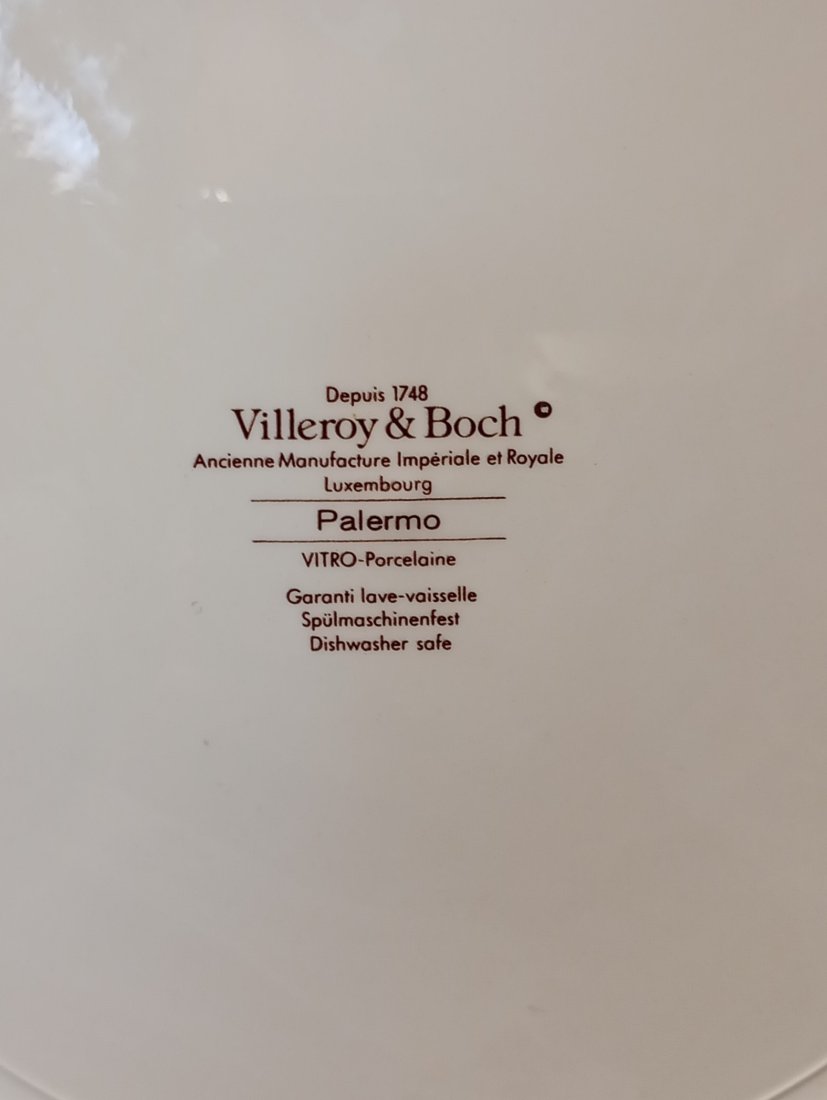 Depuis 1748
Villeroy & Boch ©
Ancienne Manufacture Impériale et Royale
Luxembourg
Palermo
VITRO-Porcelaine
Garanti lave-vaisselle
Spülmaschinenfest
Dishwasher safe